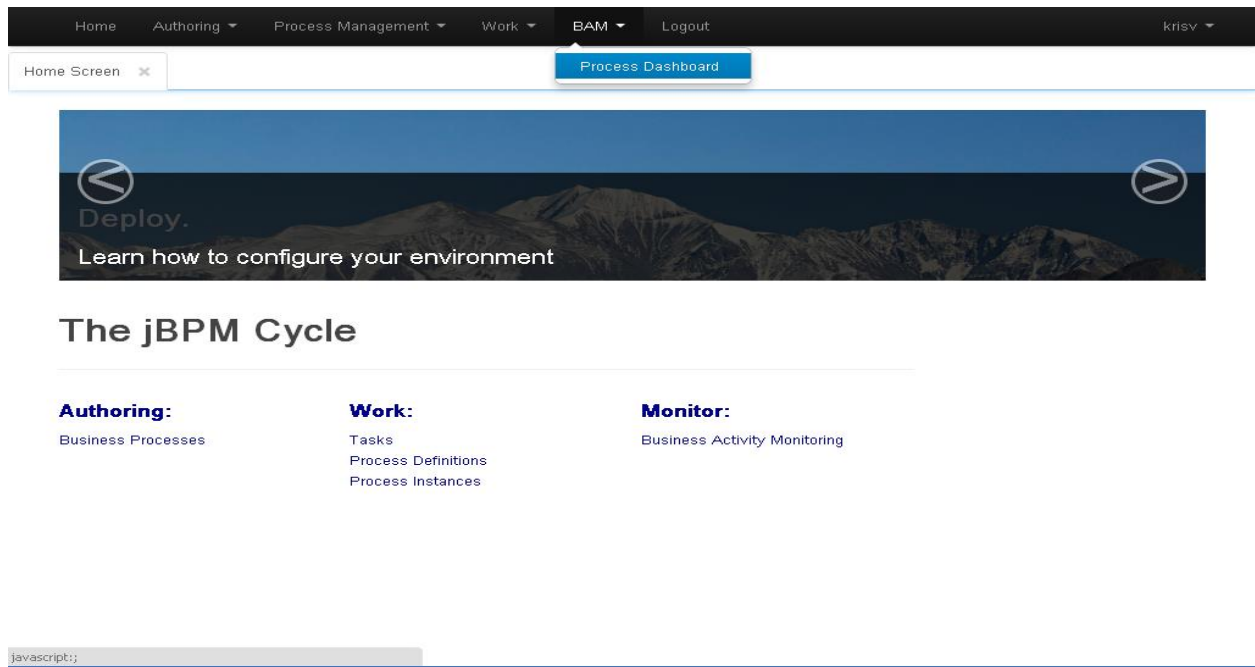 Home Authoring Process Management Work BAM Logout krisv
Home Screen
Process Dashboard
Deploy.
Learn how to configure your environment
The jBPM Cycle
Authoring: Work: Monitor:
Business Processes Tasks Business Activity Monitoring
Process Definitions
Process Instances
javascript:;